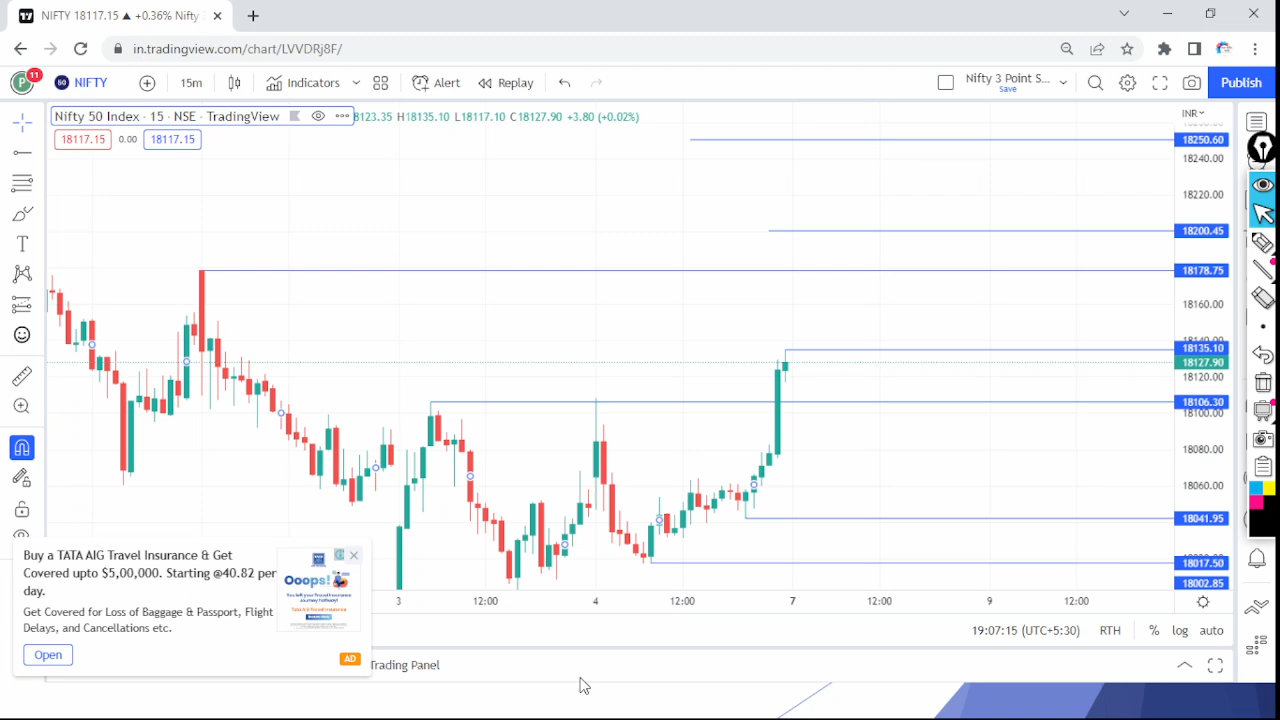 NIFTY 18117.15 ▲ +0.36% Nifty
in.tradingview.com/chart/LVVDRj8F/
P 11
50 NIFTY 15m Indicators Alert Replay Nifty 3 Point S... Save Publish
Nifty 50 Index · 15 · NSE · TradingView
18123.35 H18135.10 L18117.10 C18127.90 +3.80 (+0.02%)
INR
18117.15 0.00 18117.15
18250.60
18240.00
18220.00
18200.45
18178.75
18160.00
18135.10
18127.90
18120.00
18106.30
18100.00
18080.00
18060.00
18041.95
18017.50
18002.85
3 12:00 4 12:00 7 12:00 9 12:00
Buy a TATA AIG Travel Insurance & Get
Covered upto $5,00,000. Starting @40.82 per
day.
Get Covered for Loss of Baggage & Passport, Flight
Delays, and Cancellations etc.
Ooops!
Open
AD
19:07:15 (UTC+5:30) RTH % log auto
Trading Panel